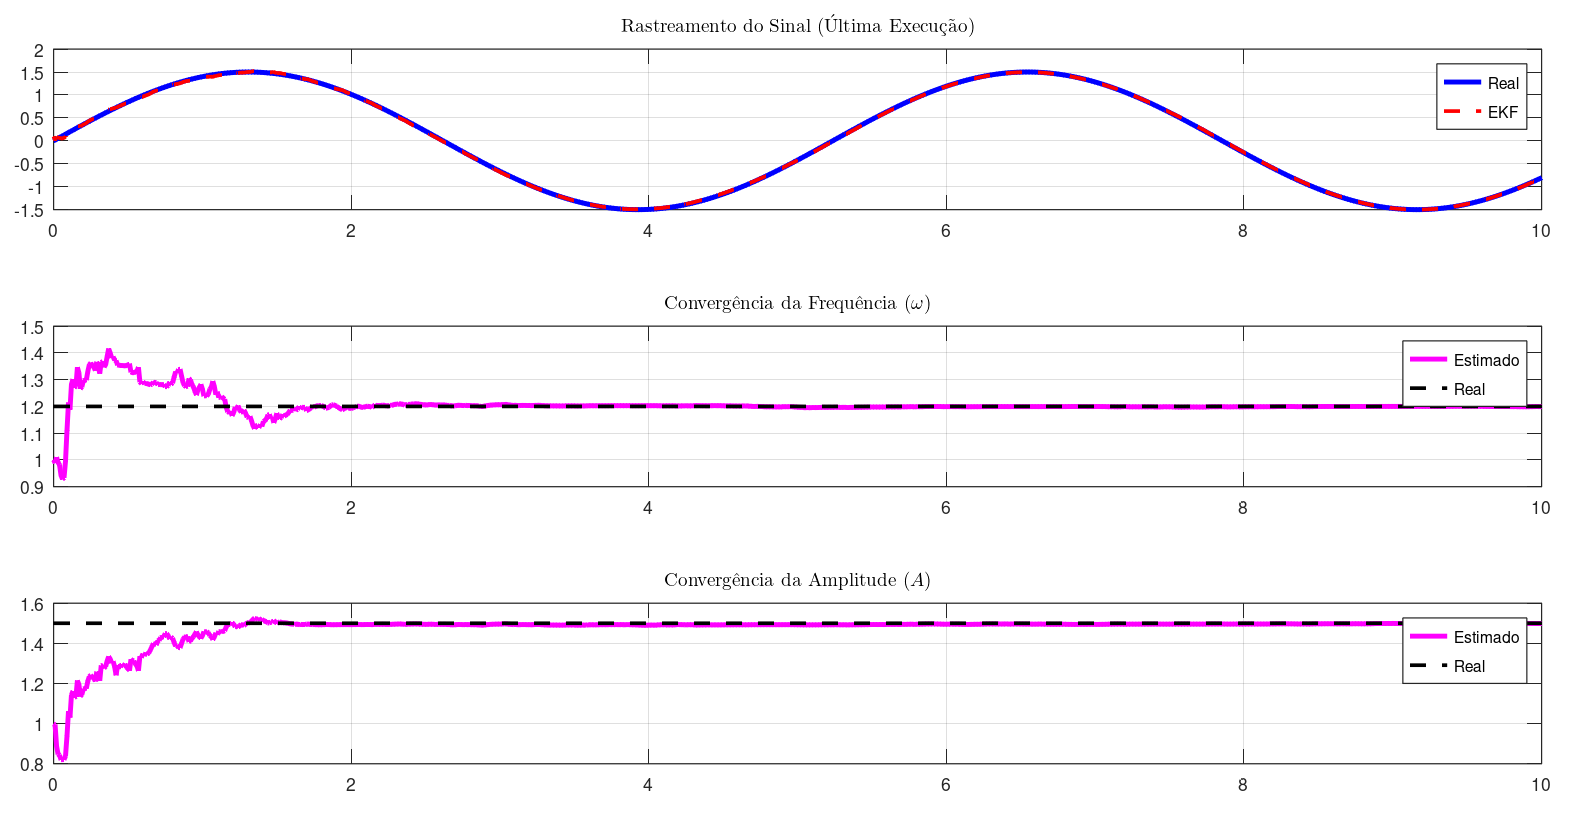 Rastreamento do Sinal (Última Execução)
2
1.5
1
0.5
0
-0.5
-1
-1.5
0 2 4 6 8 10
Real
EKF
Convergência da Frequência (ω)
1.5
1.4
1.3
1.2
1.1
1
0.9
0 2 4 6 8 10
Estimado
Real
Convergência da Amplitude (A)
1.6
1.4
1.2
1
0.8
0 2 4 6 8 10
Estimado
Real